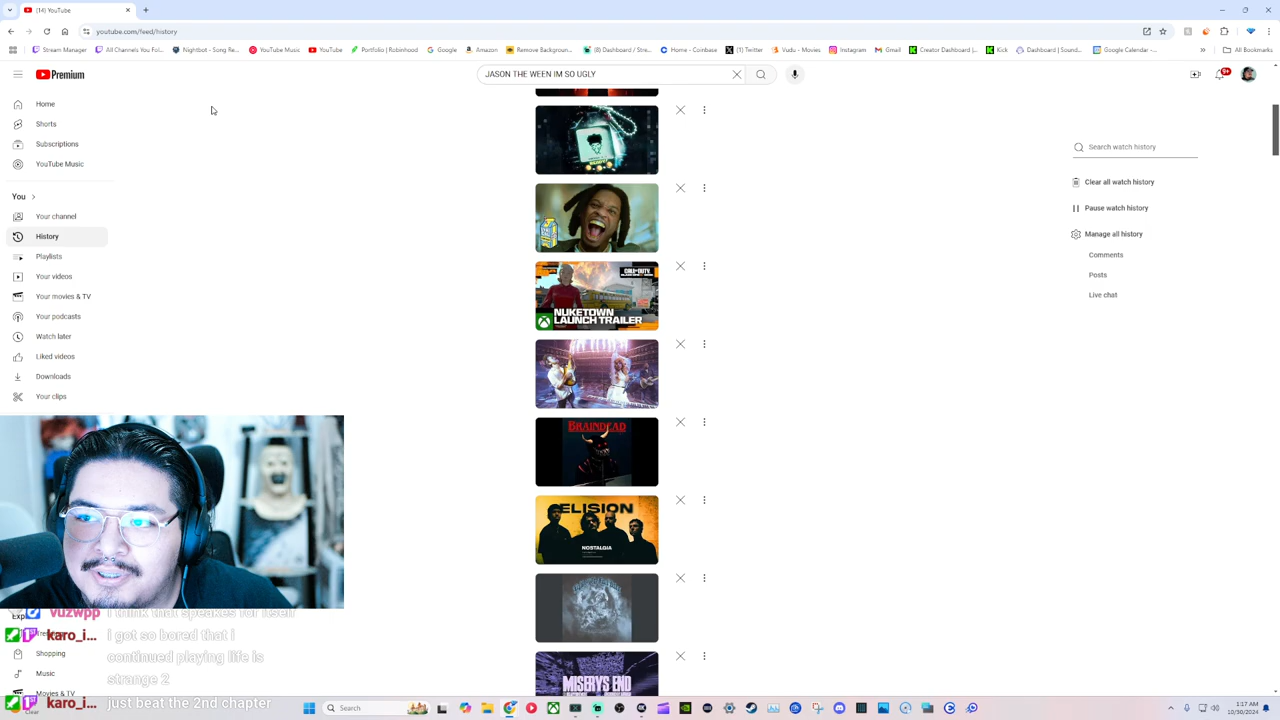 (14) YouTube
youtube.com/feed/history
Stream Manager
All Channels You Fol...
Nightbot - Song Re...
YouTube Music
YouTube
Portfolio | Robinhood
Google
Amazon
Remove Backgroun...
(8) Dashboard / Stre...
Home - Coinbase
(1) Twitter
Vudu - Movies
Instagram
Gmail
Creator Dashboard |...
Kick
Dashboard | Sound...
Google Calendar -...
All Bookmarks
Premium
JASON THE WEEN IM SO UGLY
9+
Home
Shorts
Subscriptions
YouTube Music
You
Your channel
History
Playlists
Your videos
Your movies & TV
Your podcasts
Watch later
Liked videos
Downloads
Your clips
Search watch history
Clear all watch history
Pause watch history
Manage all history
Comments
Posts
Live chat
CALL OF DUTY
NUKETOWN
LAUNCH TRAILER
BRAINDEAD
ELISION
NOSTALGIA
MISERYS END
vuzwpp I think that speakes for itself
karo_i... I got so bored that I
continued playing life is
strange 2
karo_i... just beat the 2nd chapter
Shopping
Music
Movies & TV
Clear
Search
1:17 AM
10/30/2024